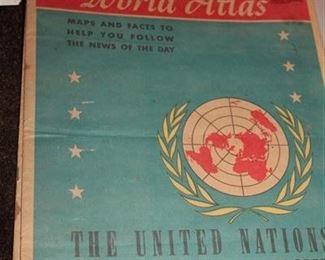 World Atlas
MAPS AND FACTS TO
HELP YOU FOLLOW
THE NEWS OF THE DAY
THE UNITED NATIONS